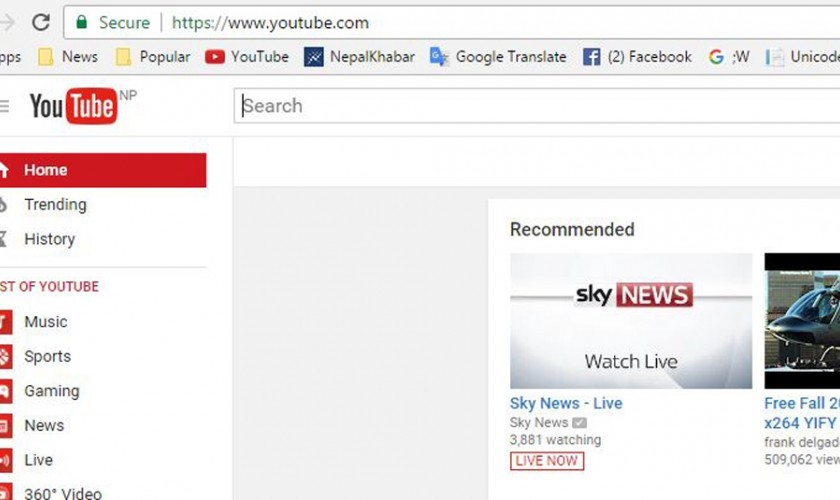 Secure | https://www.youtube.com
pps News Popular YouTube NepalKhabar Google Translate (2) Facebook ;W Unicode
YouTube NP
Search
Home
Trending
History
ST OF YOUTUBE
Music
Sports
Gaming
News
Live
360° Video
Recommended
sky NEWS
Watch Live
Sky News - Live
Sky News
3,881 watching
LIVE NOW
Free Fall 20
x264 YIFY
frank delgad
509,062 view